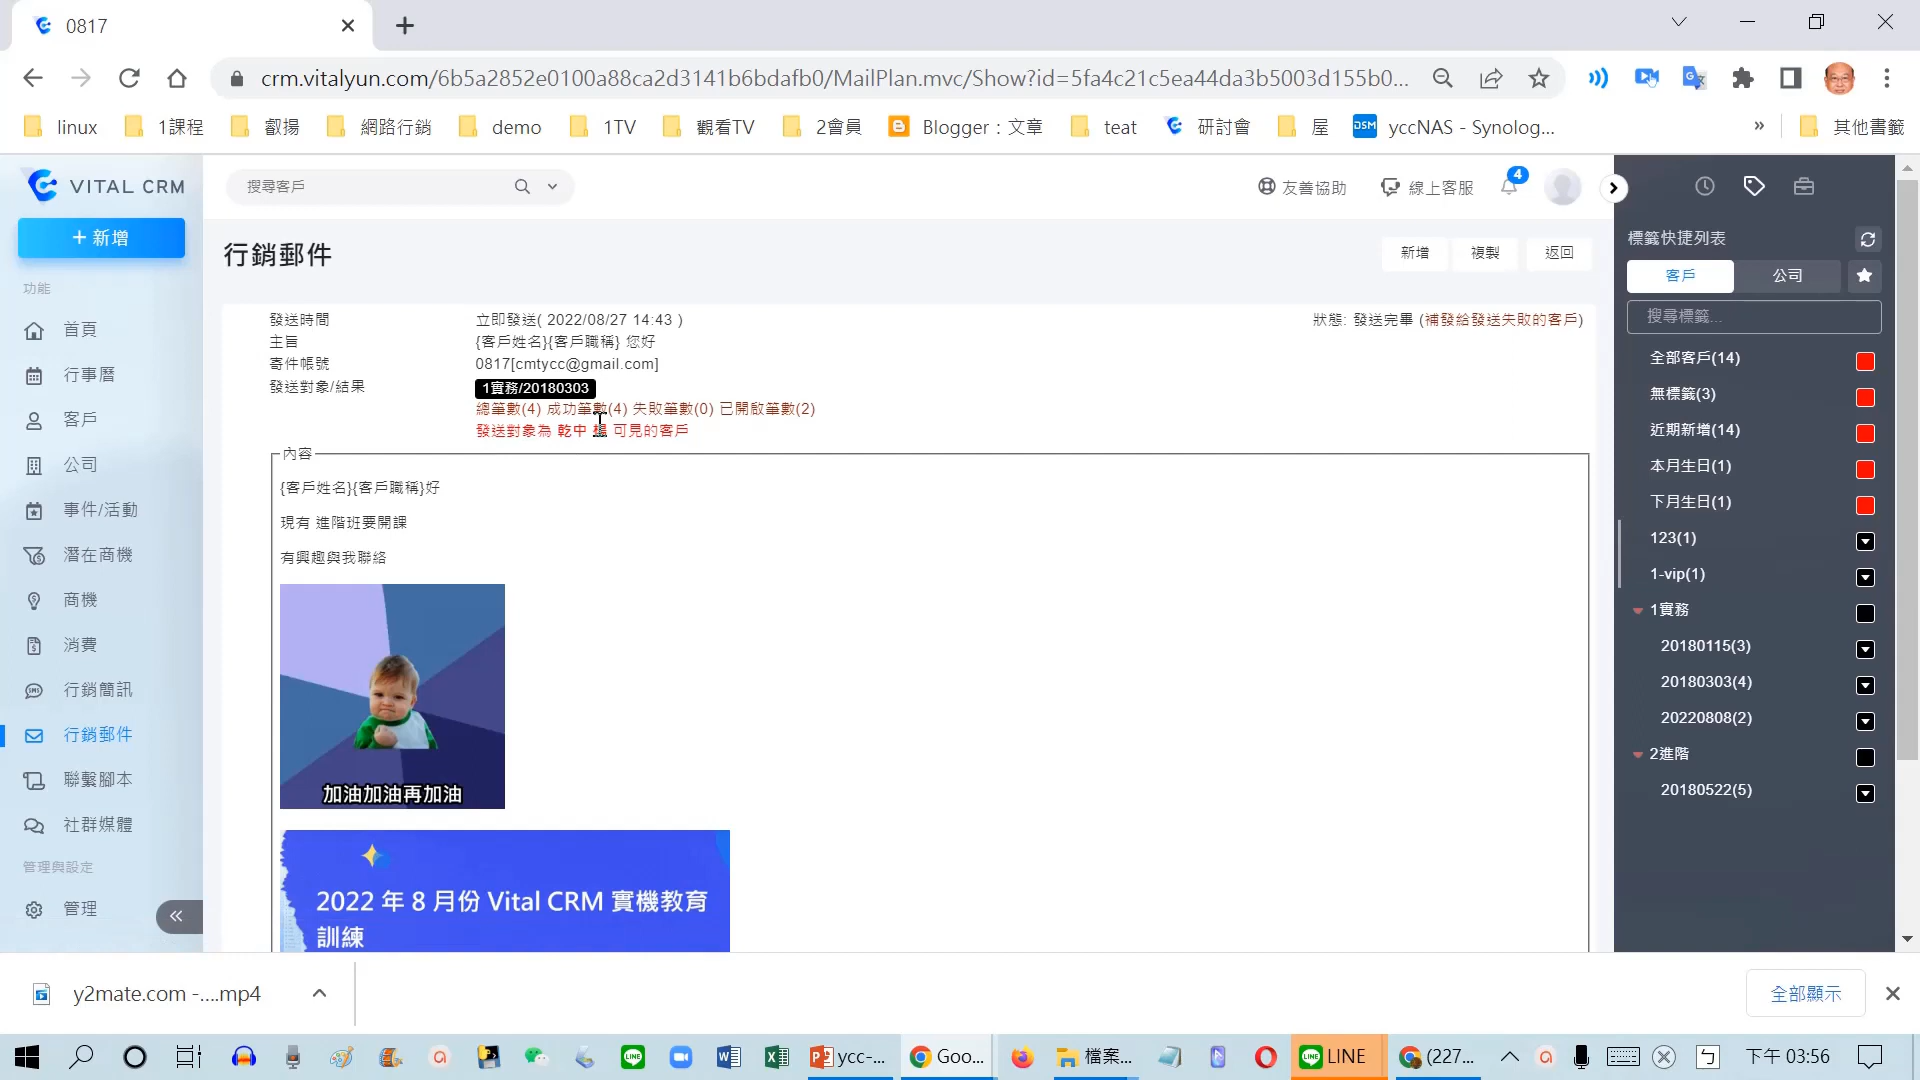 0817
crm.vitalyun.com/6b5a2852e0100a88ca2d3141b6bdafb0/MailPlan.mvc/Show?id=5fa4c21c5ea44da3b5003d155b0...
linux
1課程
叡揚
網路行銷
demo
1TV
觀看TV
2會員
Blogger：文章
teat
研討會
屋
DSM
yccNAS - Synolog...
»
其他書籤
VITAL CRM
搜尋客戶
友善協助
線上客服
4
+ 新增
功能
首頁
行事曆
客戶
公司
事件/活動
潛在商機
商機
消費
行銷簡訊
行銷郵件
聯繫腳本
社群媒體
管理與設定
管理
行銷郵件
新增
複製
返回
發送時間
立即發送( 2022/08/27 14:43 )
狀態: 發送完畢 (補發給發送失敗的客戶)
主旨
{客戶姓名}{客戶職稱} 您好
寄件帳號
0817[cmtycc@gmail.com]
發送對象/結果
1實務/20180303
總筆數(4) 成功筆數(4) 失敗筆數(0) 已開啟筆數(2)
發送對象為 乾中 可見的客戶
內容
{客戶姓名}{客戶職稱}好
現有 進階班要開課
有興趣與我聯絡
加油加油再加油
2022 年 8 月份 Vital CRM 實機教育
訓練
標籤快捷列表
客戶
公司
搜尋標籤...
全部客戶(14)
無標籤(3)
近期新增(14)
本月生日(1)
下月生日(1)
123(1)
1-vip(1)
1實務
20180115(3)
20180303(4)
20220808(2)
2進階
20180522(5)
y2mate.com -....mp4
全部顯示
ycc-...
Goo...
檔案...
LINE
(227...
ㄅ
下午 03:56